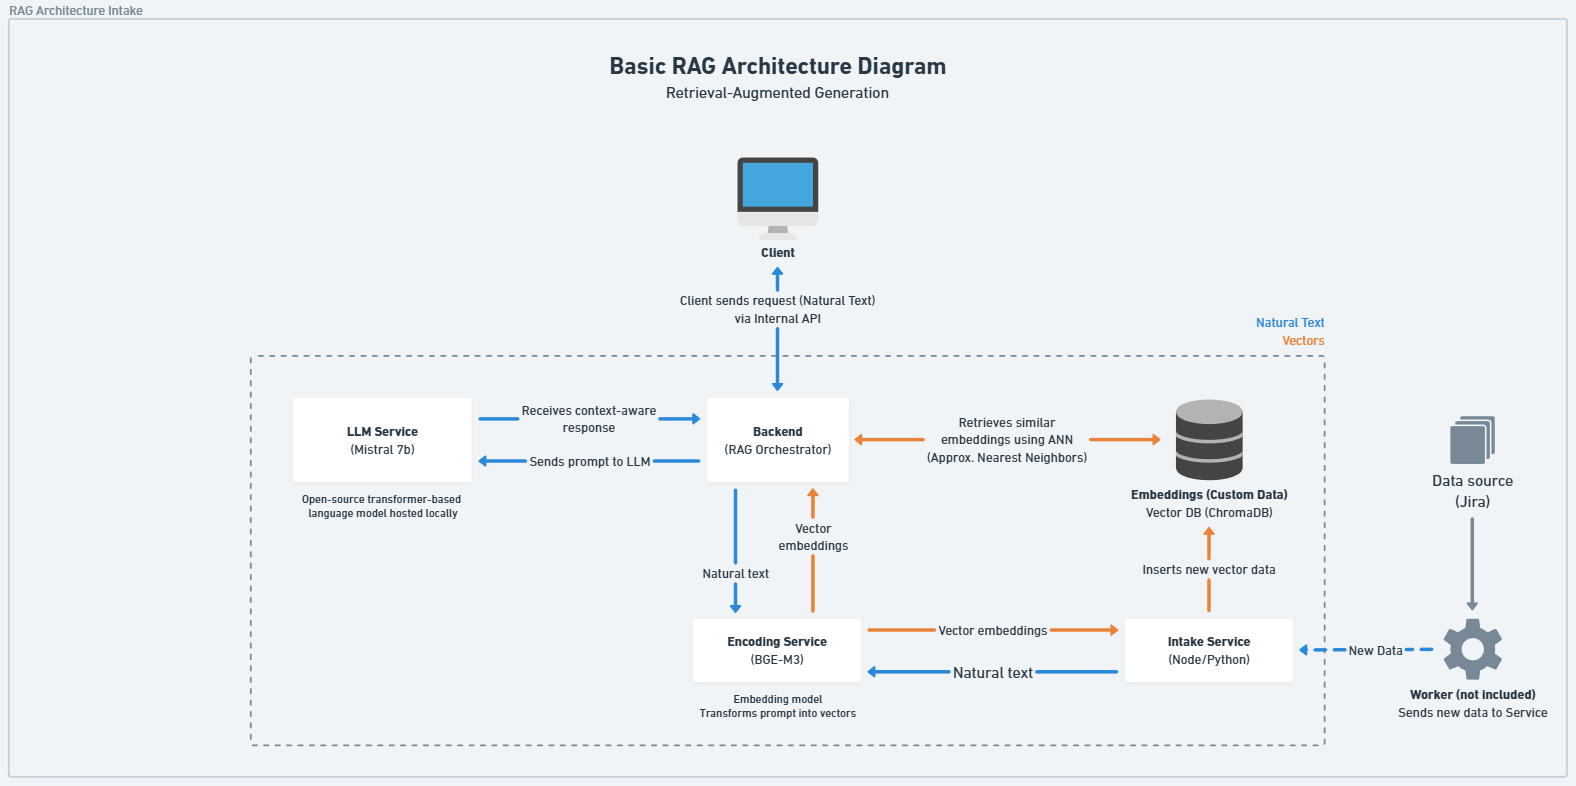 RAG Architecture Intake
Basic RAG Architecture Diagram
Retrieval-Augmented Generation
Client
Client sends request (Natural Text)
via Internal API
Natural Text
Vectors
LLM Service
(Mistral 7b)
Open-source transformer-based
language model hosted locally
Receives context-aware
response
Sends prompt to LLM
Backend
(RAG Orchestrator)
Retrieves similar
embeddings using ANN
(Approx. Nearest Neighbors)
Embeddings (Custom Data)
Vector DB (ChromaDB)
Data source
(Jira)
Vector
embeddings
Natural text
Inserts new vector data
Encoding Service
(BGE-M3)
Embedding model
Transforms prompt into vectors
Vector embeddings
Natural text
Intake Service
(Node/Python)
New Data
Worker (not included)
Sends new data to Service